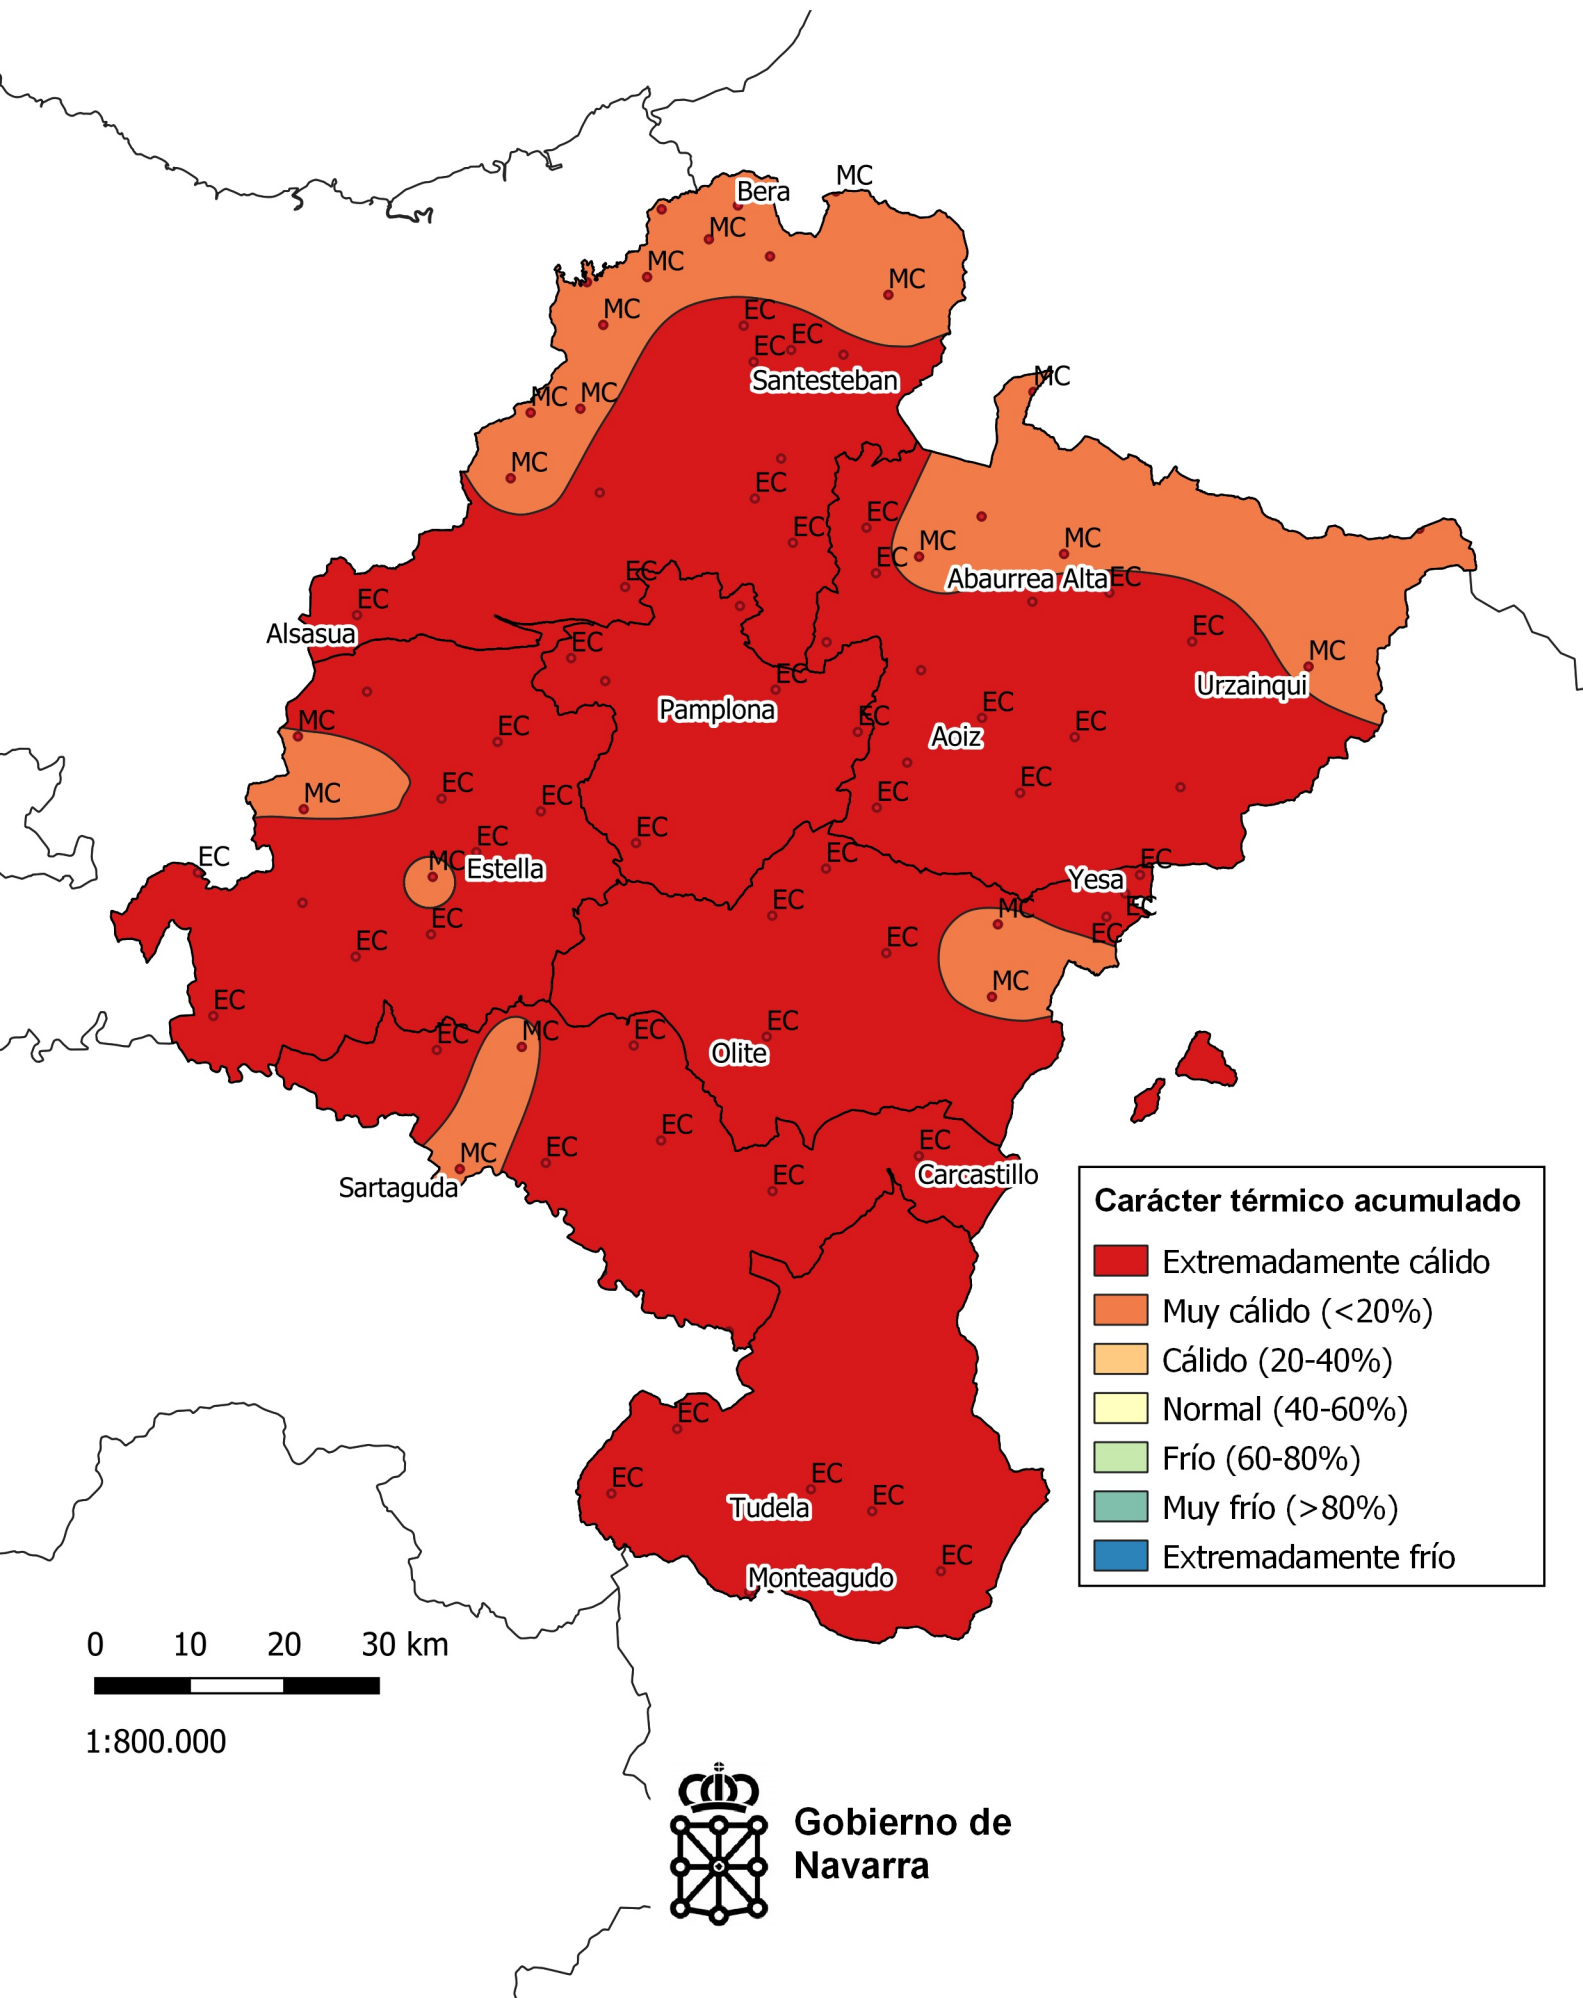 MC
Bera
MC
MC
MC
MC
EC
EC
EC
Santesteban
MC
MC
MC
MC
EC
EC
EC
MC
MC
EC
Abaurrea Alta
EC
EC
EC
Alsasua
EC
EC
MC
Urzainqui
EC
Pamplona
EC
EC
Aoiz
EC
MC
EC
EC
EC
MC
EC
EC
EC
EC
EC
EC
MC
Estella
EC
Yesa
EC
EC
MC
EC
EC
EC
EC
EC
MC
EC
EC
MC
EC
EC
Olite
EC
EC
MC
EC
EC
Carcastillo
Sartaguda
Carácter térmico acumulado
Extremadamente cálido
Muy cálido (<20%)
Cálido (20-40%)
Normal (40-60%)
Frío (60-80%)
Muy frío (>80%)
Extremadamente frío
EC
EC
EC
EC
Tudela
EC
Monteagudo
0 10 20 30 km
1:800.000
Gobierno de
Navarra